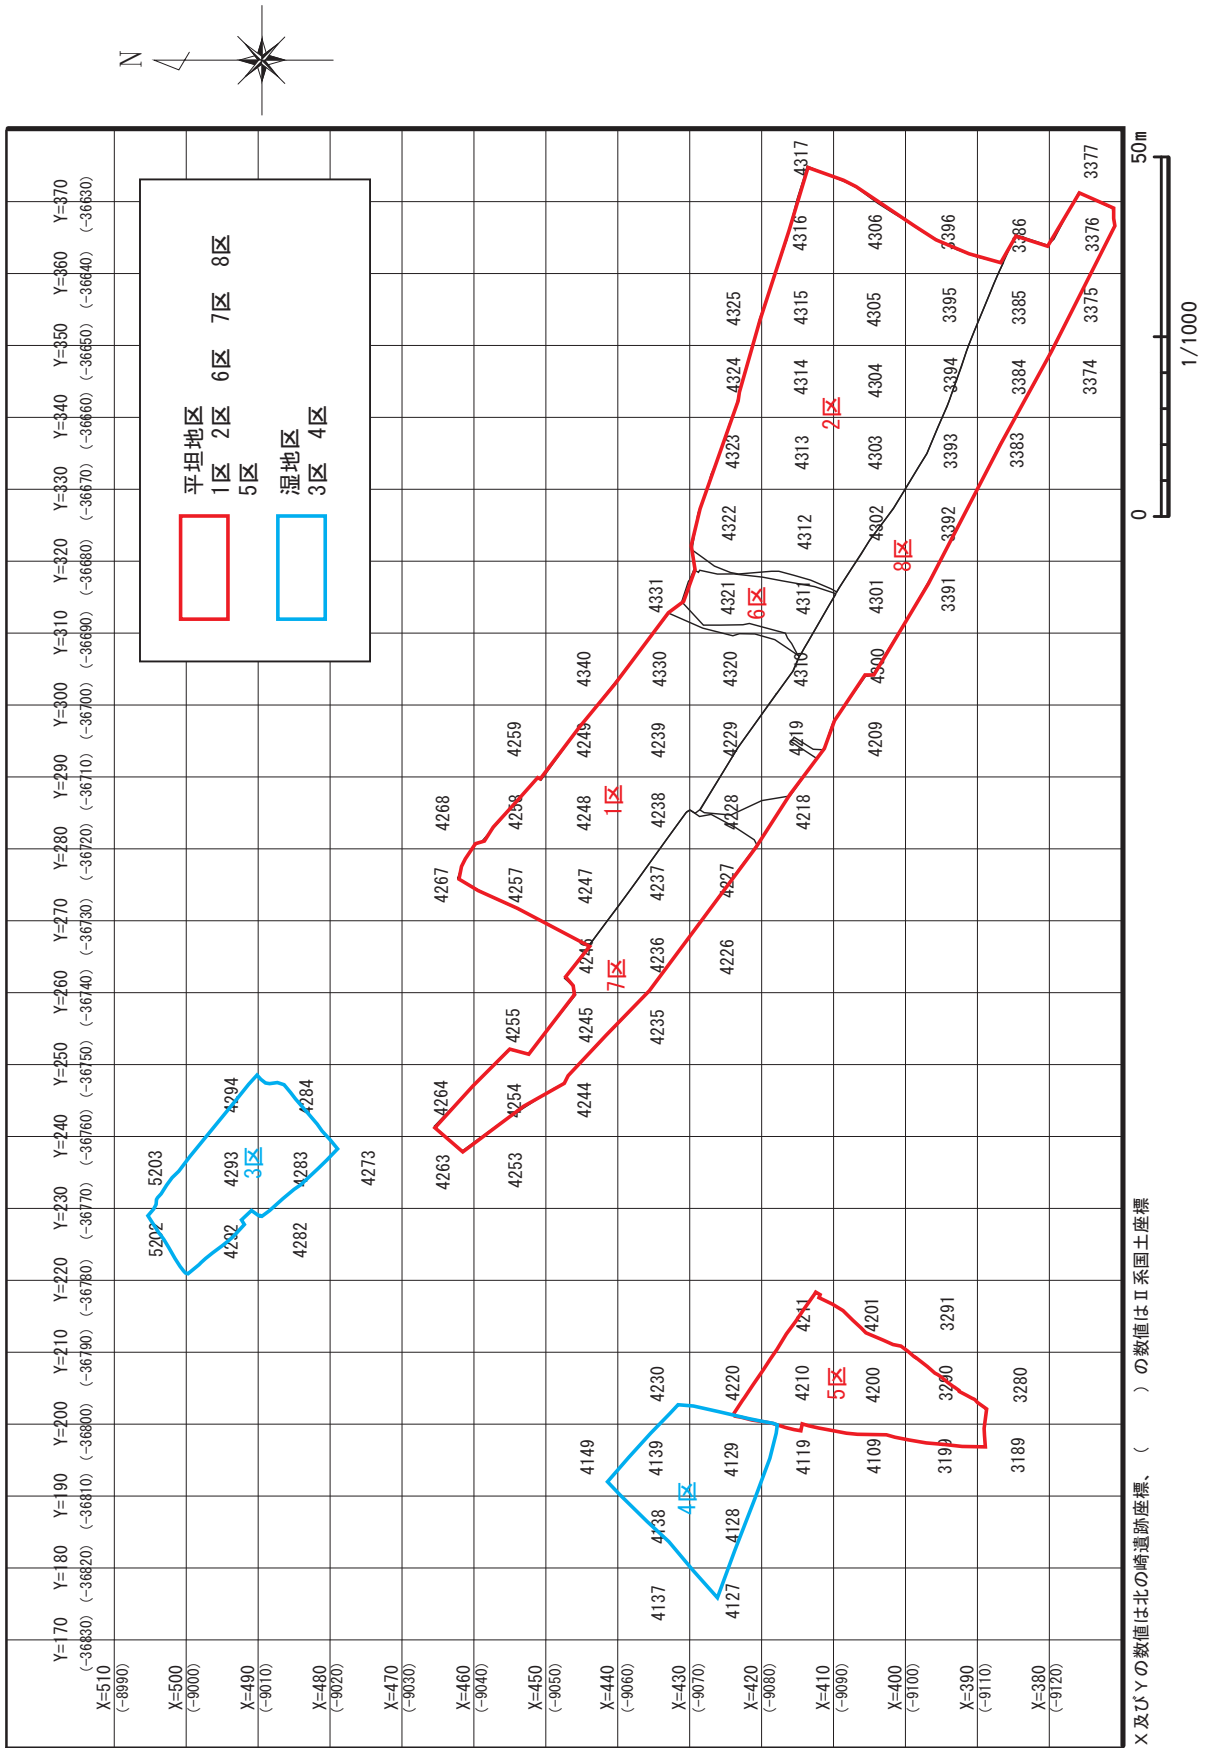 N
Y=170 Y=180 Y=190 Y=200 Y=210 Y=220 Y=230 Y=240 Y=250 Y=260 Y=270 Y=280 Y=290 Y=300 Y=310 Y=320 Y=330 Y=340 Y=350 Y=360 Y=370
(-36830) (-36820) (-36810) (-36800) (-36790) (-36780) (-36770) (-36760) (-36750) (-36740) (-36730) (-36720) (-36710) (-36700) (-36690) (-36680) (-36670) (-36660) (-36650) (-36640) (-36630)
平坦地区
1区 2区 6区 7区 8区
5区
湿地区
3区 4区
X=510
(-8990)
X=500
(-9000)
X=490
(-9010)
X=480
(-9020)
X=470
(-9030)
X=460
(-9040)
X=450
(-9050)
X=440
(-9060)
X=430
(-9070)
X=420
(-9080)
X=410
(-9090)
X=400
(-9100)
X=390
(-9110)
X=380
(-9120)
5202 5203
4292 4293 4294
3区
4282 4283 4284
4273
4263 4264 4267 4268
4253 4254 4255 4257 4258 4259
4149 4244 4245 4246 4247 4248 4249 4340
7区 1区
4137 4138 4139 4230 4235 4236 4237 4238 4239 4330 4331
4区
4127 4128 4129 4220 4226 4227 4228 4229 4320 4321 4322 4323 4324 4325
6区
4119 4210 4211 4218 4219 4310 4311 4312 4313 4314 4315 4316 4317
5区 2区
4109 4200 4201 4209 4300 4301 4302 4303 4304 4305 4306
8区
3199 3290 3291 3391 3392 3393 3394 3395 3396
3189 3280 3383 3384 3385 3386
3374 3375 3376 3377
X及びYの数値は北の崎遺跡座標、( )の数値はⅡ系国土座標
0 50m
1/1000